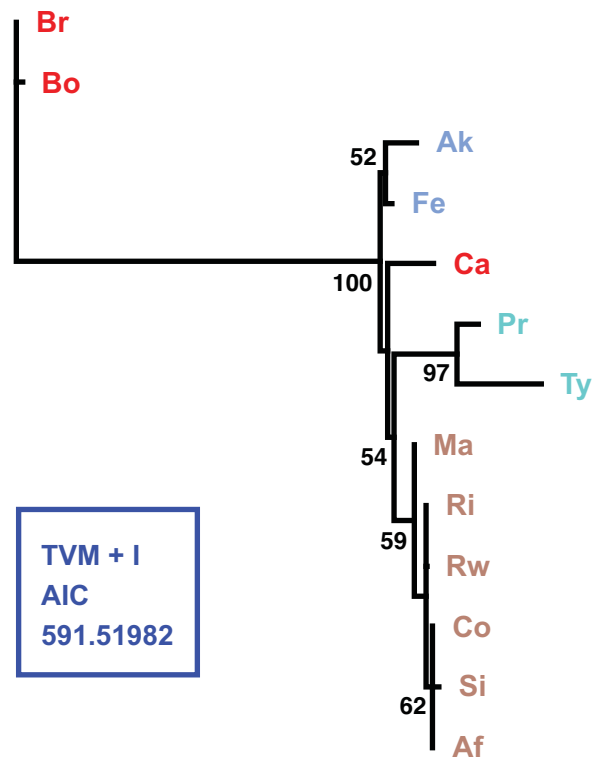 Br
Bo
Ak
52
Fe
Ca
100
Pr
97
Ty
Ma
54
Ri
59
Rw
TVM + I
AIC
591.51982
Co
Si
62
Af